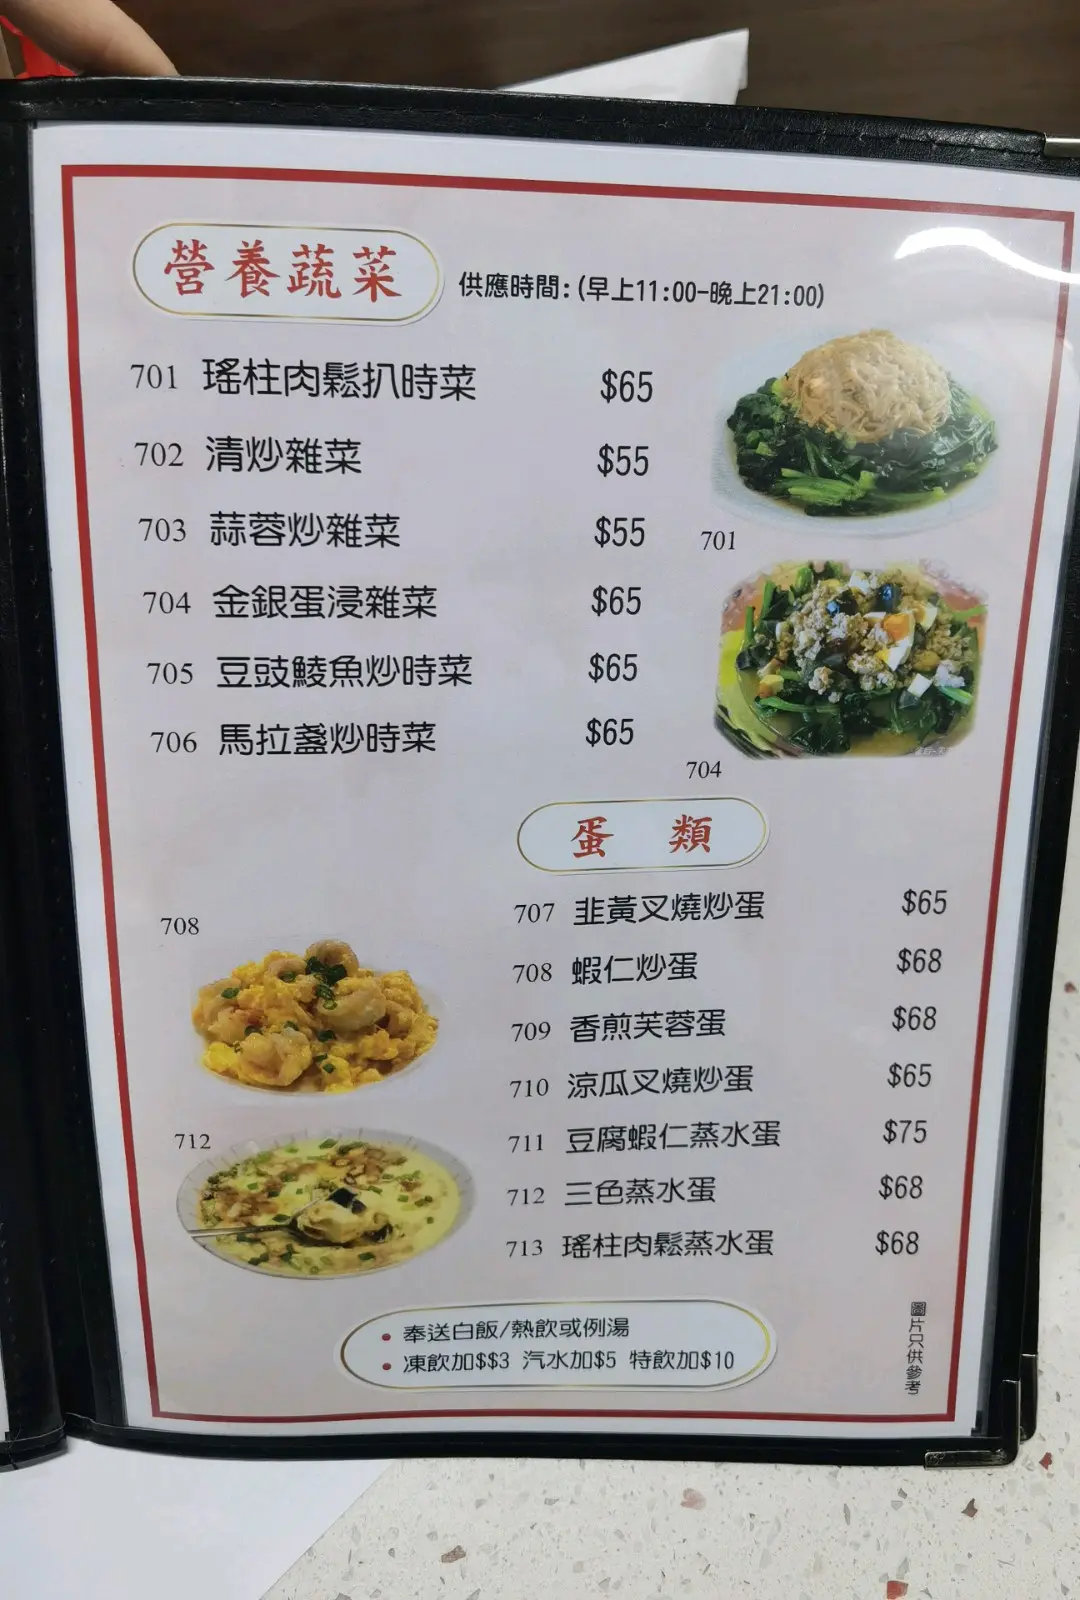 營養蔬菜
供應時間:(早上11:00-晚上21:00)
701 瑤柱肉鬆扒時菜 $65
702 清炒雜菜 $55
703 蒜蓉炒雜菜 $55
704 金銀蛋浸雜菜 $65
705 豆豉鯪魚炒時菜 $65
706 馬拉盞炒時菜 $65
701
704
蛋 類
707 韭黃叉燒炒蛋 $65
708 蝦仁炒蛋 $68
709 香煎芙蓉蛋 $68
710 涼瓜叉燒炒蛋 $65
711 豆腐蝦仁蒸水蛋 $75
712 三色蒸水蛋 $68
713 瑤柱肉鬆蒸水蛋 $68
708
712
• 奉送白飯/熱飲或例湯
• 凍飲加$$3 汽水加$5 特飲加$10
圖片只供參考